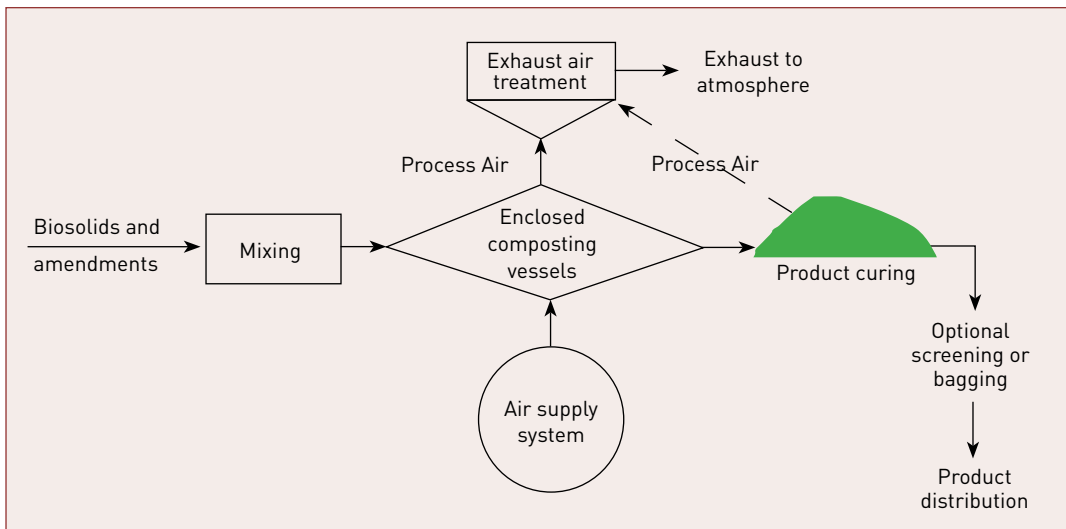 Exhaust air
treatment
Exhaust to
atmosphere
Process Air
Process Air
Biosolids and
amendments
Mixing
Enclosed
composting
vessels
Product curing
Air supply
system
Optional
screening or
bagging
Product
distribution